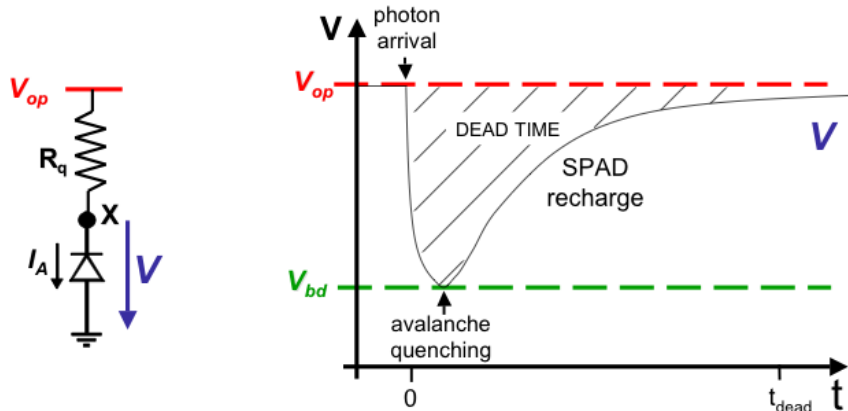 V_op
R_q
X
I_A
V
V
photon
arrival
V_op
DEAD TIME
V
SPAD
recharge
V_bd
avalanche
quenching
0
t_dead
t